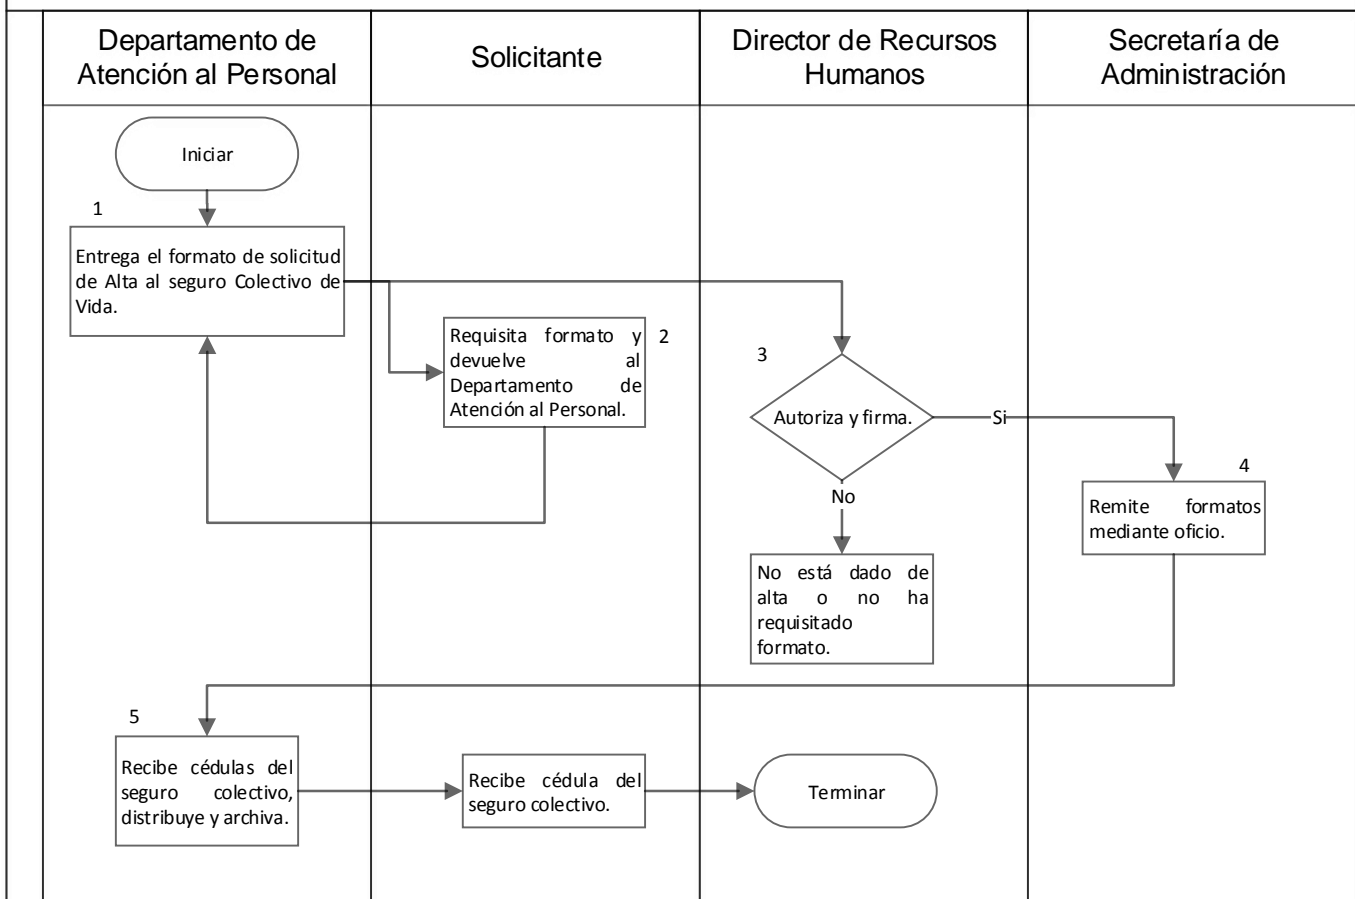 Departamento de
Atención al Personal
Solicitante
Director de Recursos
Humanos
Secretaría de
Administración
Iniciar
1
Entrega el formato de solicitud
de Alta al seguro Colectivo de
Vida.
Requisita formato y
devuelve al
Departamento de
Atención al Personal.
2
3
Autoriza y firma.
Si
No
4
Remite formatos
mediante oficio.
No está dado de
alta o no ha
requisitado
formato.
5
Recibe cédulas del
seguro colectivo,
distribuye y archiva.
Recibe cédula del
seguro colectivo.
Terminar